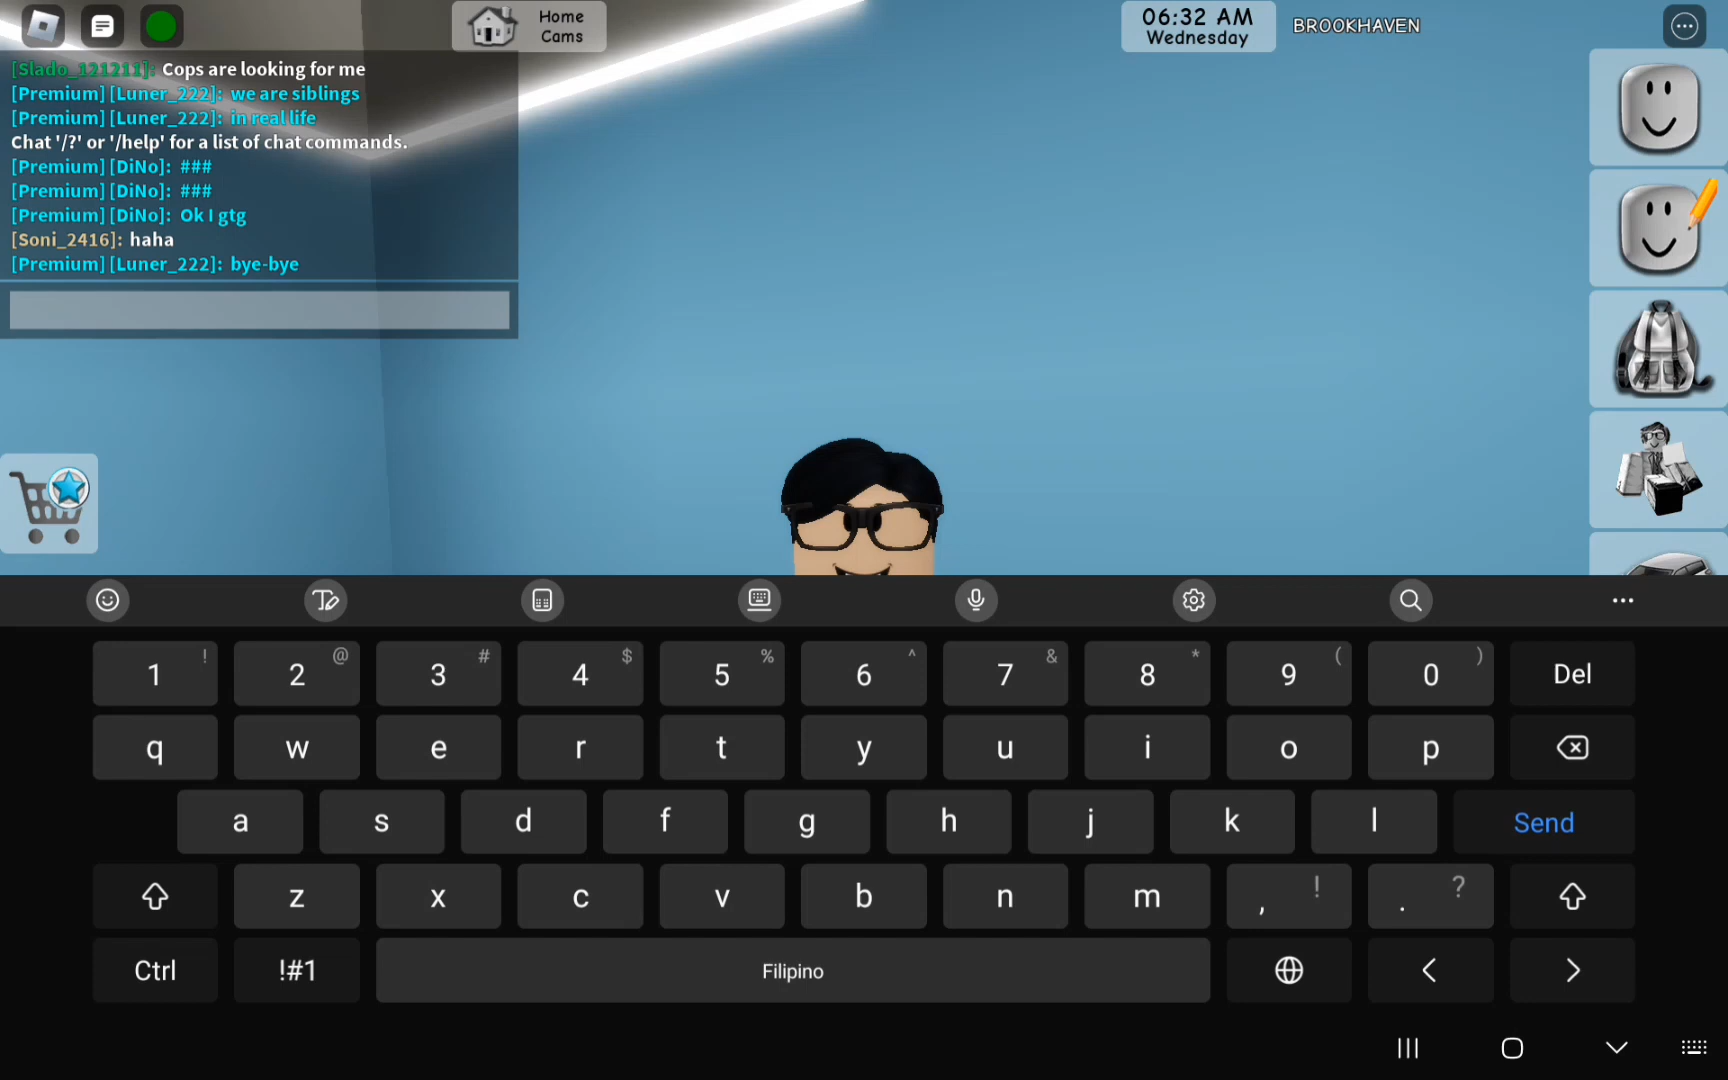 Home
Cams
06:32 AM
Wednesday
BROOKHAVEN
[Slado_121211]: Cops are looking for me
[Premium] [Luner_222]: we are siblings
[Premium] [Luner_222]: in real life
Chat '/?' or '/help' for a list of chat commands.
[Premium] [DiNo]: ###
[Premium] [DiNo]: ###
[Premium] [DiNo]: Ok I gtg
[Soni_2416]: haha
[Premium] [Luner_222]: bye-bye
1 ! 2 @ 3 # 4 $ 5 % 6 ^ 7 & 8 * 9 ( 0 ) Del
q w e r t y u i o p
a s d f g h j k l Send
z x c v b n m , ! . ?
Ctrl !#1 Filipino < >